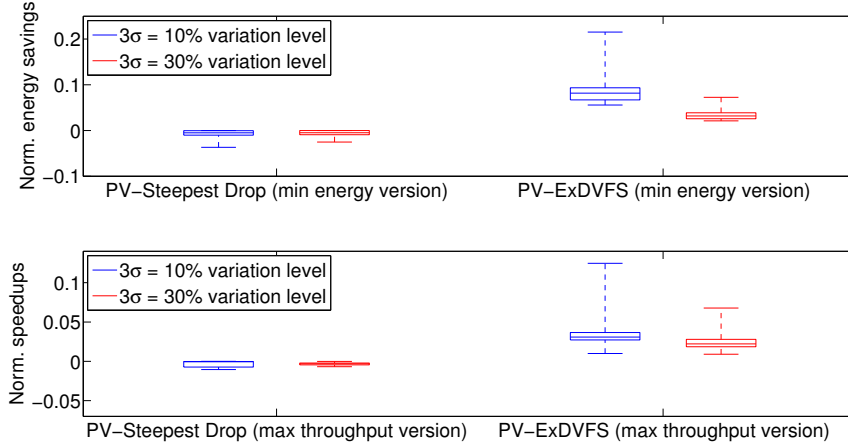 Norm. energy savings
0.2
0.1
0
−0.1
3σ = 10% variation level
3σ = 30% variation level
PV−Steepest Drop (min energy version)
PV−ExDVFS (min energy version)
Norm. speedups
0.1
0.05
0
−0.05
3σ = 10% variation level
3σ = 30% variation level
PV−Steepest Drop (max throughput version)
PV−ExDVFS (max throughput version)